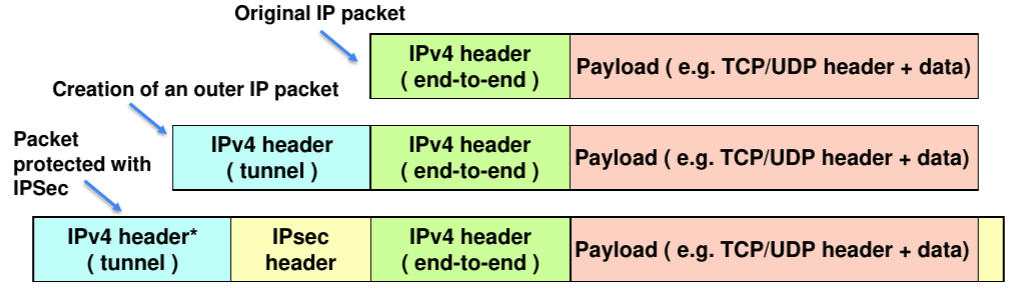 Original IP packet
IPv4 header
( end-to-end )
Payload ( e.g. TCP/UDP header + data)
Creation of an outer IP packet
IPv4 header
( tunnel )
IPv4 header
( end-to-end )
Payload ( e.g. TCP/UDP header + data)
Packet
protected with
IPSec
IPv4 header*
( tunnel )
IPsec
header
IPv4 header
( end-to-end )
Payload ( e.g. TCP/UDP header + data)